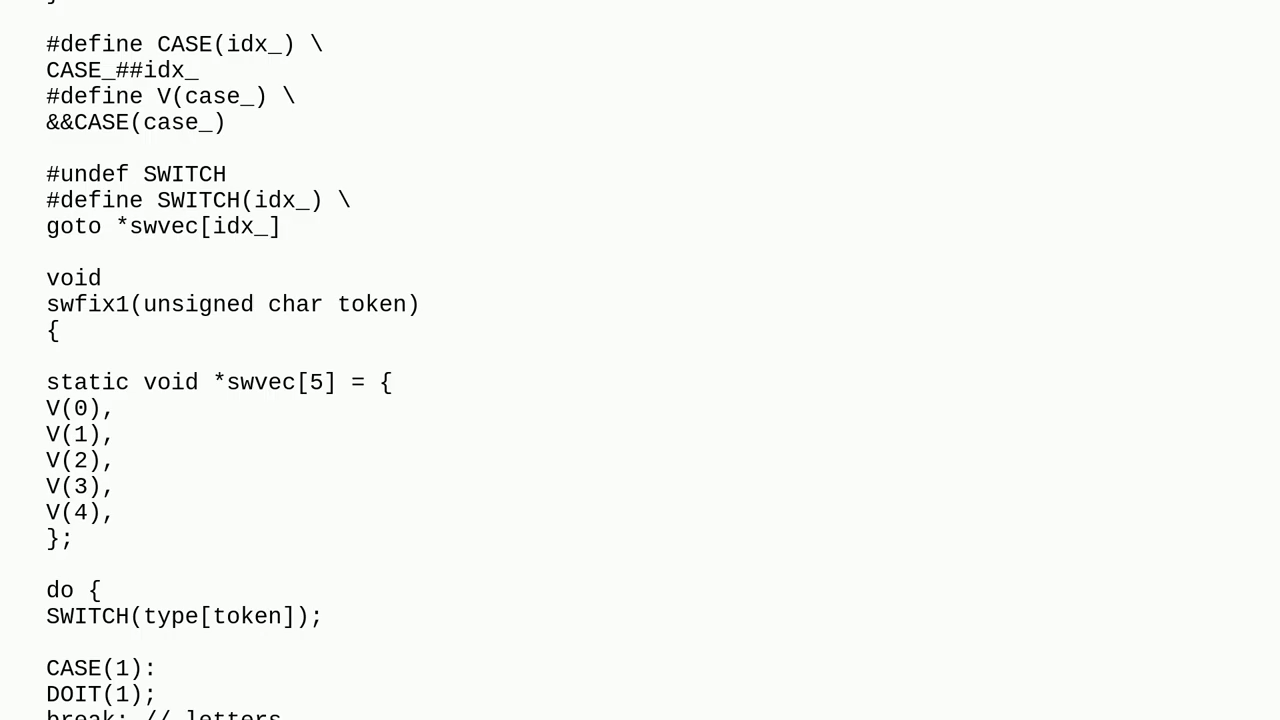 }
#define CASE(idx_) \
CASE_##idx_
#define V(case_) \
&&CASE(case_)
#undef SWITCH
#define SWITCH(idx_) \
goto *swvec[idx_]
void
swfix1(unsigned char token)
{
static void *swvec[5] = {
V(0),
V(1),
V(2),
V(3),
V(4),
};
do {
SWITCH(type[token]);
CASE(1):
DOIT(1);
break; // letters